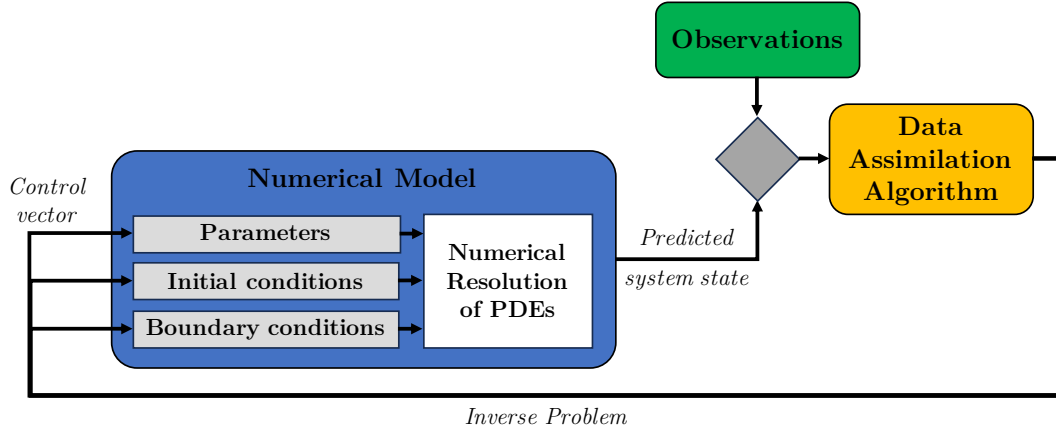 Observations
Data
Assimilation
Algorithm
Numerical Model
Control
vector
Parameters
Initial conditions
Boundary conditions
Numerical
Resolution
of PDEs
Predicted
system state
Inverse Problem